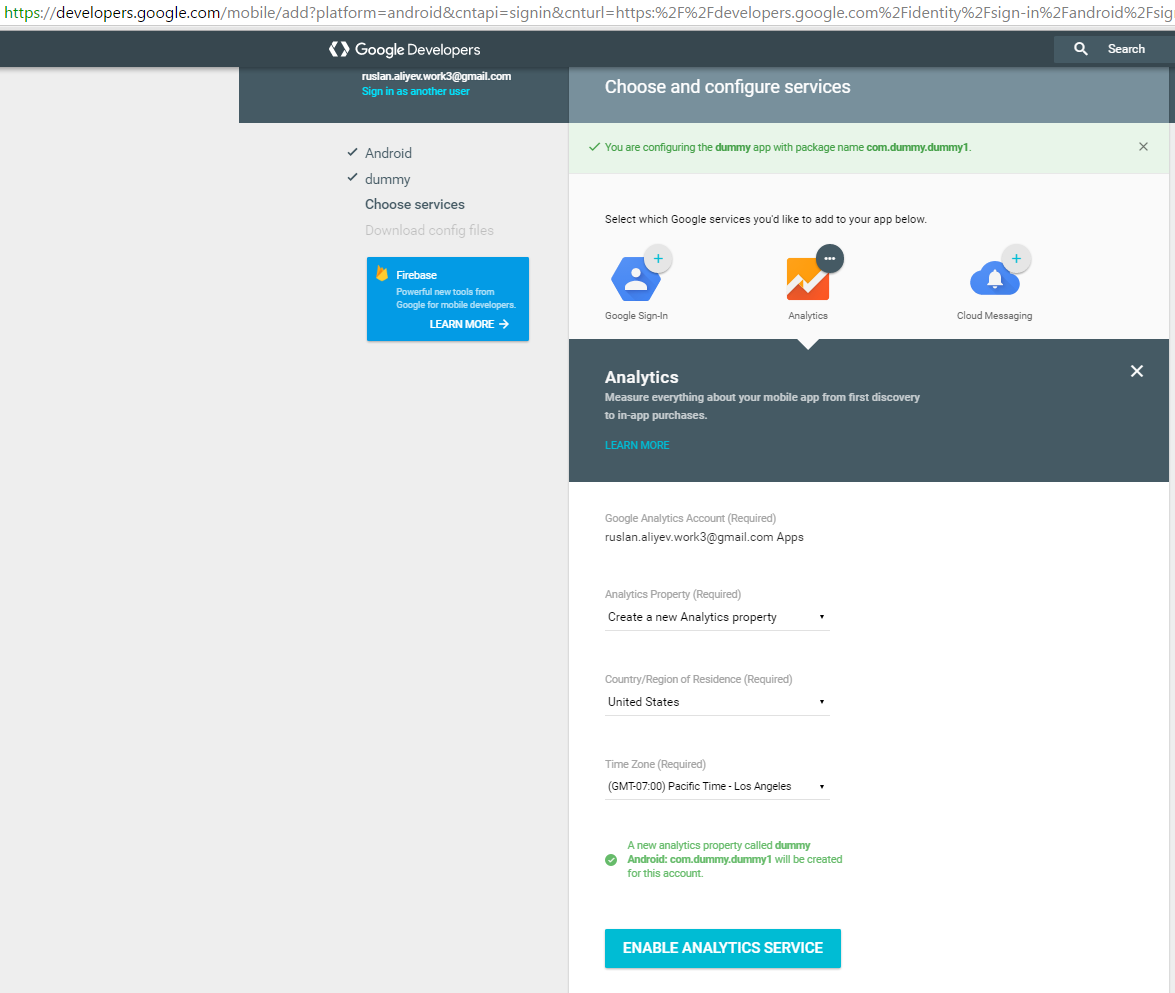 https://developers.google.com/mobile/add?platform=android&cntapi=signin&cnturl=https:%2F%2Fdevelopers.google.com%2Fidentity%2Fsign-in%2Fandroid%2Fsig
Google Developers
Search
ruslan.aliyev.work3@gmail.com
Sign in as another user
Choose and configure services
You are configuring the dummy app with package name com.dummy.dummy1.
Android
dummy
Choose services
Download config files
Firebase
Powerful new tools from
Google for mobile developers.
LEARN MORE
Select which Google services you'd like to add to your app below.
Google Sign-In
Analytics
Cloud Messaging
Analytics
Measure everything about your mobile app from first discovery
to in-app purchases.
LEARN MORE
Google Analytics Account (Required)
ruslan.aliyev.work3@gmail.com Apps
Analytics Property (Required)
Create a new Analytics property
Country/Region of Residence (Required)
United States
Time Zone (Required)
(GMT-07:00) Pacific Time - Los Angeles
A new analytics property called dummy
Android: com.dummy.dummy1 will be created
for this account.
ENABLE ANALYTICS SERVICE